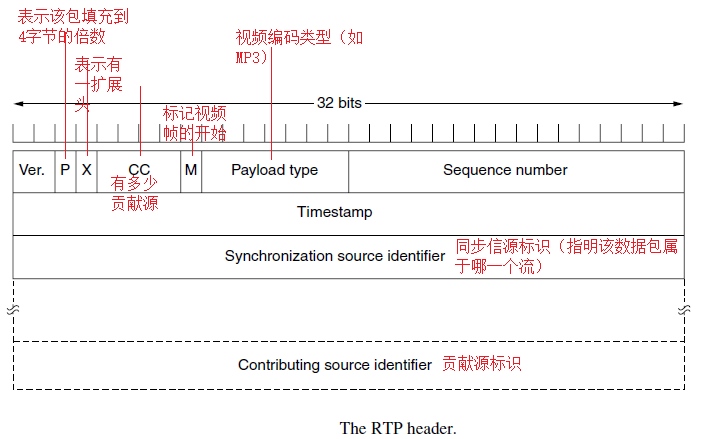 表示该包填充到
4字节的倍数
视频编码类型（如
MP3）
表示有
一扩展
头
32 bits
标记视频
帧的开始
Ver.
P
X
CC
M
Payload type
Sequence number
有多少
贡献源
Timestamp
Synchronization source identifier
同步信源标识（指明该数据包属
于哪一个流）
Contributing source identifier
贡献源标识
The RTP header.